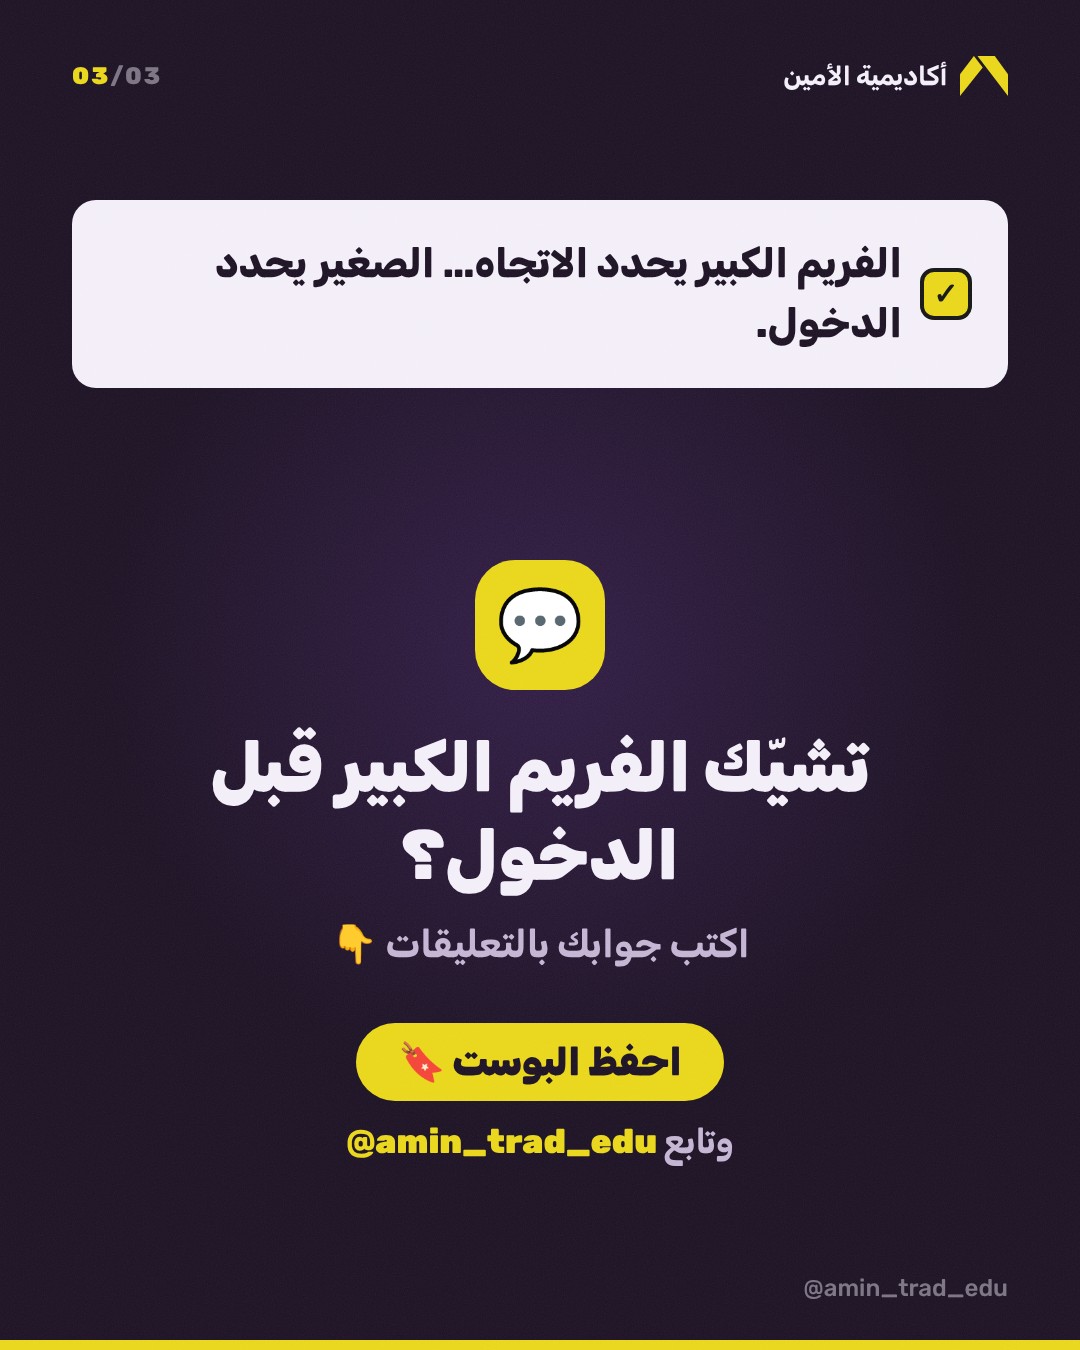 أكاديمية الأمين
03/03
الفريم الكبير يحدد الاتجاه... الصغير يحدد
الدخول.
تشيّك الفريم الكبير قبل
الدخول؟
اكتب جوابك بالتعليقات 👇
احفظ البوست 🔖
وتابع @amin_trad_edu
@amin_trad_edu